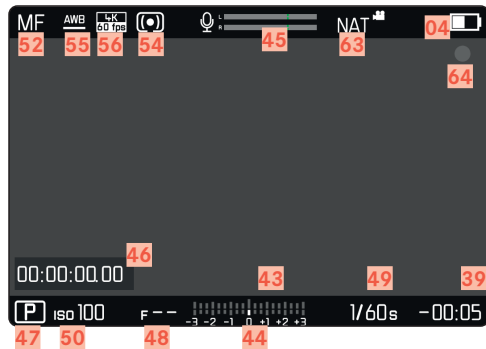 MF AWB 4K 60 fps L R NAT
52 55 56 54 45 63 04
64
46
00:00:00.00 43 49 39
P ISO 100 F-- -3 -2 -1 0 +1 +2 +3 1/60s -00:05
47 50 48 44